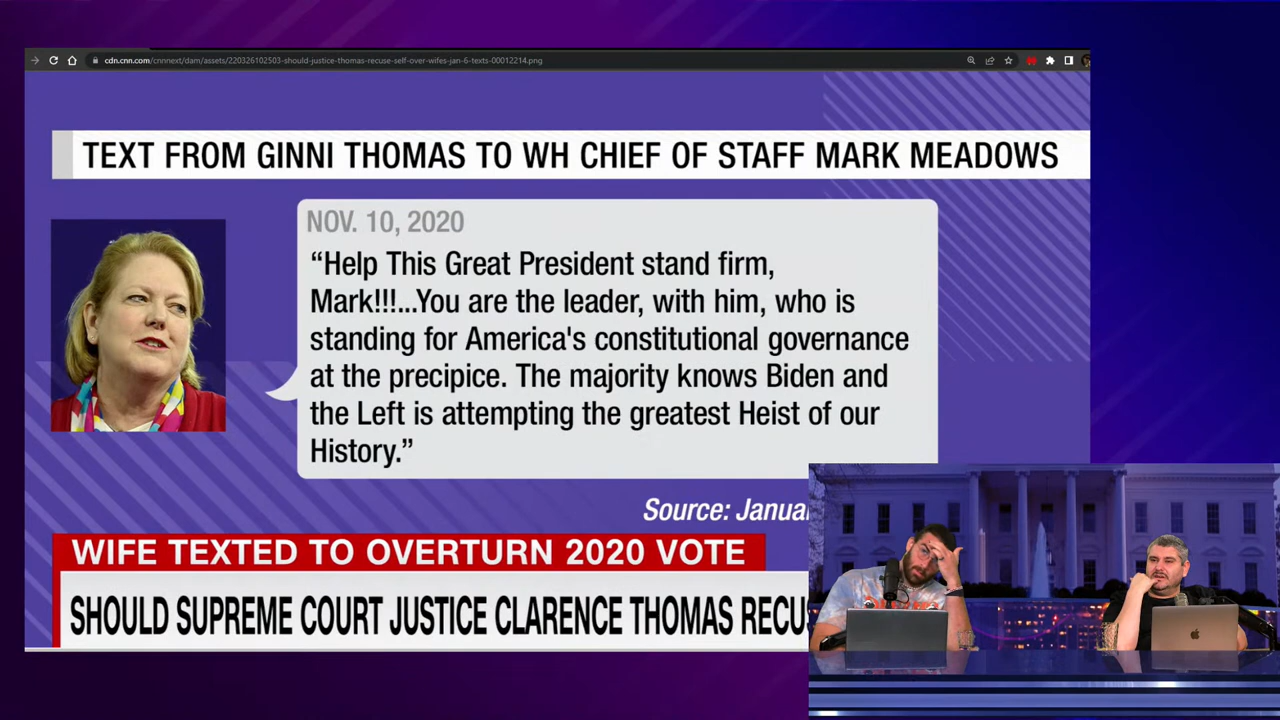 cdn.cnn.com/cnnnext/dam/assets/220326102503-should-justice-thomas-recuse-self-over-wifes-jan-6-texts-00012214.png
TEXT FROM GINNI THOMAS TO WH CHIEF OF STAFF MARK MEADOWS
NOV. 10, 2020
“Help This Great President stand firm,
Mark!!!...You are the leader, with him, who is
standing for America's constitutional governance
at the precipice. The majority knows Biden and
the Left is attempting the greatest Heist of our
History.”
Source: Januar
WIFE TEXTED TO OVERTURN 2020 VOTE
SHOULD SUPREME COURT JUSTICE CLARENCE THOMAS RECUS